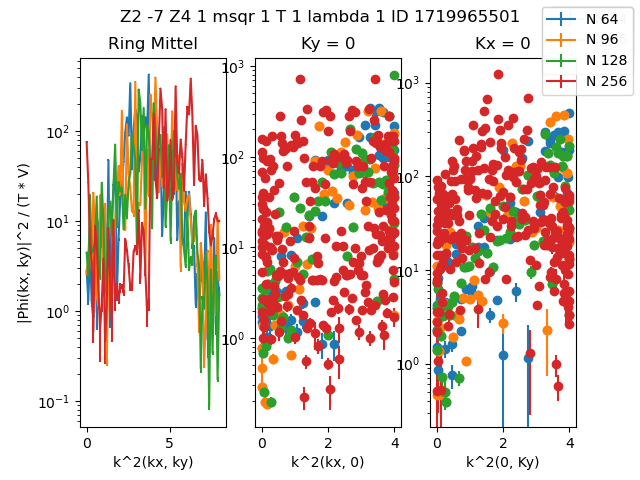 Z2 -7 Z4 1 msqr 1 T 1 lambda 1 ID 1719965501
Ring Mittel
Ky = 0
Kx = 0
N 64
N 96
N 128
N 256
|Phi(kx, ky)|^2 / (T * V)
10^2
10^1
10^0
10^-1
10^3
10^2
10^1
10^0
10^3
10^2
10^1
10^0
0 5
0 2 4
0 2 4
k^2(kx, ky)
k^2(kx, 0)
k^2(0, Ky)